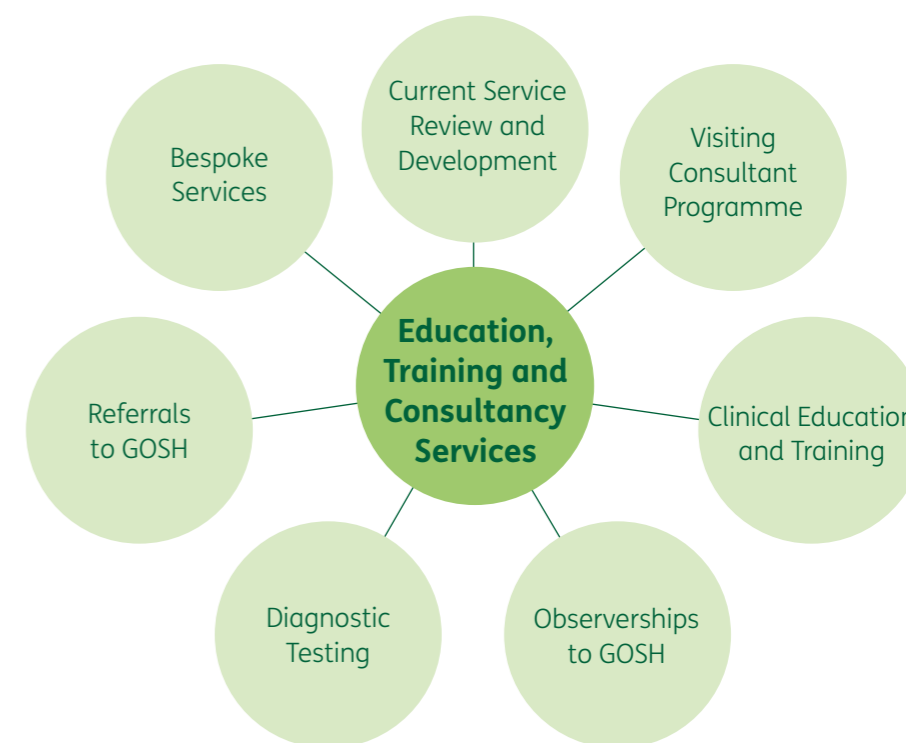 Current Service
Review and
Development
Visiting
Consultant
Programme
Bespoke
Services
Education,
Training and
Consultancy
Services
Referrals
to GOSH
Clinical Education
and Training
Diagnostic
Testing
Observerships
to GOSH